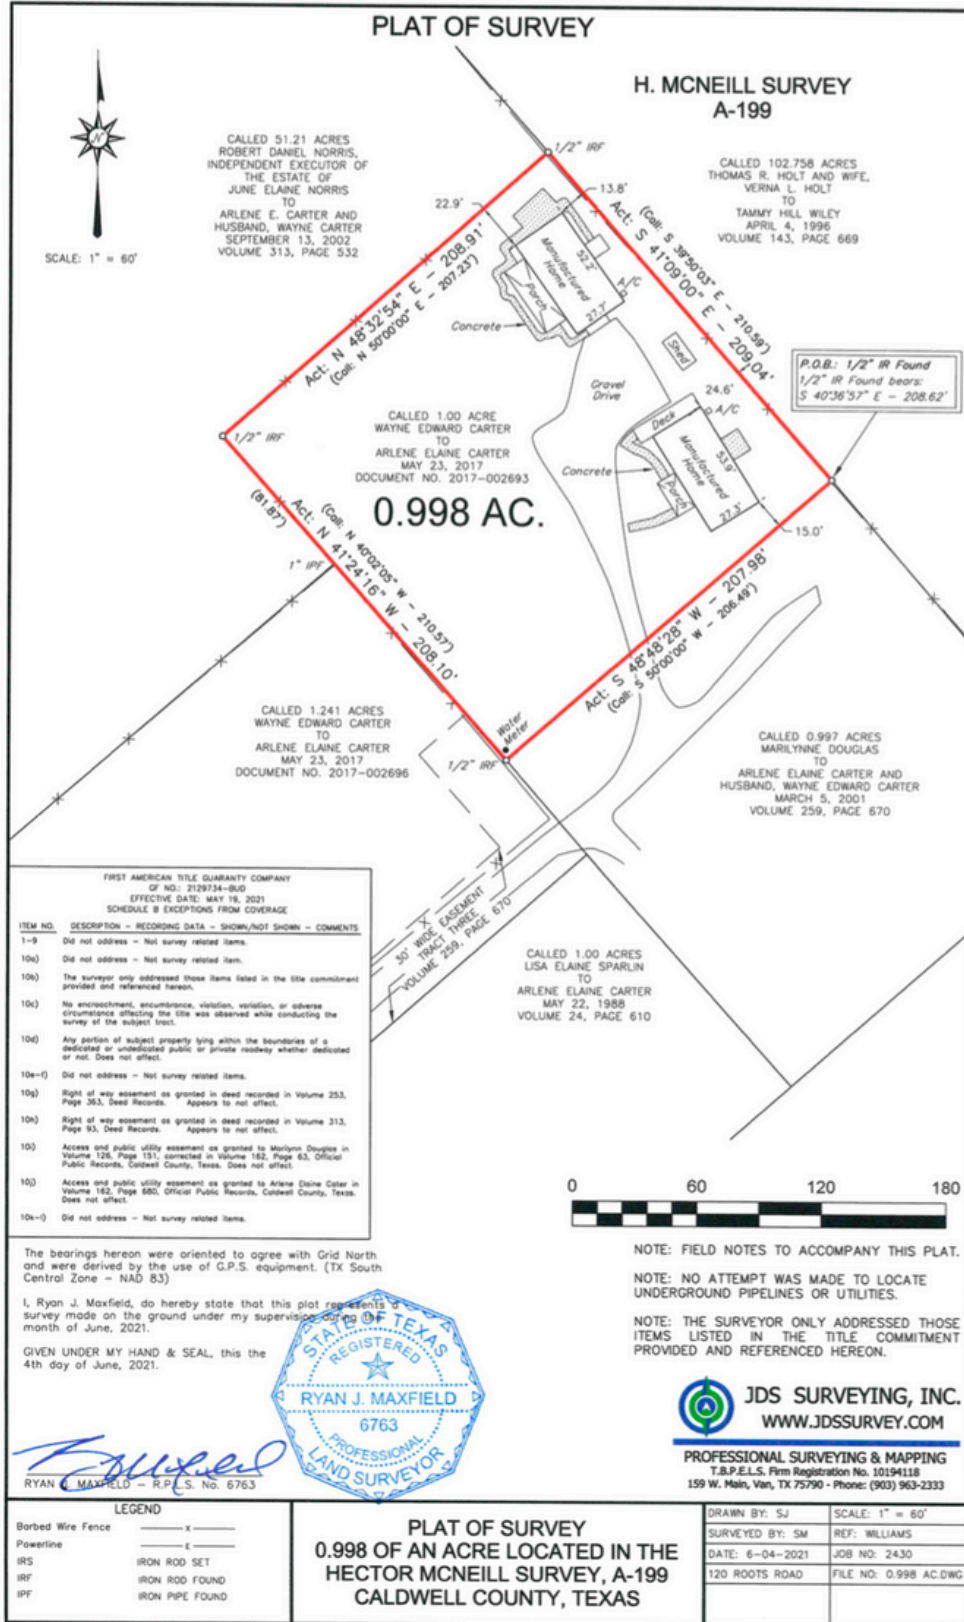 PLAT OF SURVEY
H. MCNEILL SURVEY
A-199
N
SCALE: 1" = 60'
CALLED 51.21 ACRES
ROBERT DANIEL NORRIS,
INDEPENDENT EXECUTOR OF
THE ESTATE OF
JUNE ELAINE NORRIS
TO
ARLENE E. CARTER AND
HUSBAND, WAYNE CARTER
SEPTEMBER 13, 2002
VOLUME 313, PAGE 532
1/2" IRF
CALLED 102.758 ACRES
THOMAS R. HOLT AND WIFE,
VERNA L. HOLT
TO
TAMMY HILL WILEY
APRIL 4, 1996
VOLUME 143, PAGE 669
22.9'
13.8'
Act: N 48°32'54" E - 208.91'
(Call: N 50°00'00" E - 207.23')
(Call: S 39°50'03" E - 210.59')
Act: S 41°09'00" E - 209.04'
Manufactured
Home
52.2'
27.7'
Porch
A/C
Concrete
Shed
Gravel
Drive
P.O.B.: 1/2" IR Found
1/2" IR Found bears:
S 40°36'57" E - 208.62'
24.6'
A/C
Deck
Manufactured
Home
53.9'
27.3'
Porch
Concrete
15.0'
1/2" IRF
CALLED 1.00 ACRE
WAYNE EDWARD CARTER
TO
ARLENE ELAINE CARTER
MAY 23, 2017
DOCUMENT NO. 2017-002693
0.998 AC.
(81.87')
1" IPF
(Call: N 40°02'05" W - 210.57')
Act: N 41°24'16" W - 208.10'
Act: S 48°48'28" W - 207.98'
(Call: S 50°00'00" W - 206.49')
CALLED 1.241 ACRES
WAYNE EDWARD CARTER
TO
ARLENE ELAINE CARTER
MAY 23, 2017
DOCUMENT NO. 2017-002696
Water
Meter
1/2" IRF
CALLED 0.997 ACRES
MARILYNNE DOUGLAS
TO
ARLENE ELAINE CARTER AND
HUSBAND, WAYNE EDWARD CARTER
MARCH 5, 2001
VOLUME 259, PAGE 670
30' WIDE EASEMENT
TRACT THREE
VOLUME 259, PAGE 670
CALLED 1.00 ACRES
LISA ELAINE SPARLIN
TO
ARLENE ELAINE CARTER
MAY 22, 1988
VOLUME 24, PAGE 610
FIRST AMERICAN TITLE GUARANTY COMPANY
GF NO.: 2129734-BUD
EFFECTIVE DATE: MAY 19, 2021
SCHEDULE B EXCEPTIONS FROM COVERAGE
ITEM NO. DESCRIPTION - RECORDING DATA - SHOWN/NOT SHOWN - COMMENTS
1-9 Did not address - Not survey related items.
10a) Did not address - Not survey related item.
10b) The surveyor only addressed those items listed in the title commitment
provided and referenced hereon.
10c) No encroachment, encumbrance, violation, variation, or adverse
circumstance affecting the title was observed while conducting the
survey of the subject tract.
10d) Any portion of subject property lying within the boundaries of a
dedicated or undedicated public or private roadway whether dedicated
or not. Does not affect.
10e-f) Did not address - Not survey related items.
10g) Right of way easement as granted in deed recorded in Volume 253,
Page 363, Deed Records. Appears to not affect.
10h) Right of way easement as granted in deed recorded in Volume 313,
Page 93, Deed Records. Appears to not affect.
10i) Access and public utility easement as granted to Marilynn Douglas in
Volume 126, Page 151, corrected in Volume 162, Page 63, Official
Public Records, Caldwell County, Texas. Does not affect.
10j) Access and public utility easement as granted to Arlene Elaine Cater in
Volume 162, Page 680, Official Public Records, Caldwell County, Texas.
Does not affect.
10k-l) Did not address - Not survey related items.
0 60 120 180
The bearings hereon were oriented to agree with Grid North
and were derived by the use of G.P.S. equipment. (TX South
Central Zone - NAD 83)
I, Ryan J. Maxfield, do hereby state that this plat represents a
survey made on the ground under my supervision during the
month of June, 2021.
GIVEN UNDER MY HAND & SEAL, this the
4th day of June, 2021.
STATE OF TEXAS
REGISTERED
RYAN J. MAXFIELD
6763
PROFESSIONAL
LAND SURVEYOR
RYAN J. MAXFIELD - R.P.L.S. No. 6763
NOTE: FIELD NOTES TO ACCOMPANY THIS PLAT.
NOTE: NO ATTEMPT WAS MADE TO LOCATE
UNDERGROUND PIPELINES OR UTILITIES.
NOTE: THE SURVEYOR ONLY ADDRESSED THOSE
ITEMS LISTED IN THE TITLE COMMITMENT
PROVIDED AND REFERENCED HEREON.
JDS SURVEYING, INC.
WWW.JDSSURVEY.COM
PROFESSIONAL SURVEYING & MAPPING
T.B.P.E.L.S. Firm Registration No. 10194118
159 W. Main, Van, TX 75790 - Phone: (903) 963-2333
LEGEND
Barbed Wire Fence x
Powerline E
IRS IRON ROD SET
IRF IRON ROD FOUND
IPF IRON PIPE FOUND
PLAT OF SURVEY
0.998 OF AN ACRE LOCATED IN THE
HECTOR MCNEILL SURVEY, A-199
CALDWELL COUNTY, TEXAS
DRAWN BY: SJ SCALE: 1" = 60'
SURVEYED BY: SM REF: WILLIAMS
DATE: 6-04-2021 JOB NO: 2430
120 ROOTS ROAD FILE NO: 0.998 AC.DWG